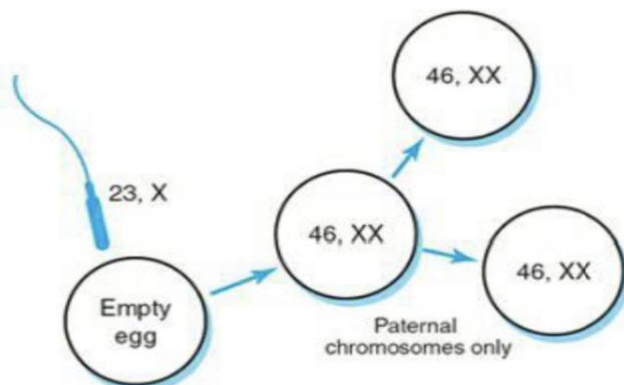 46, XX
23, X
46, XX
46, XX
Empty
egg
Paternal
chromosomes only